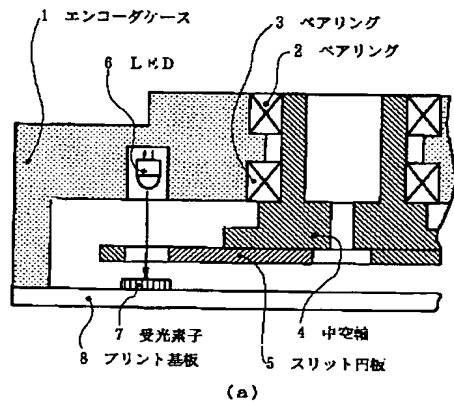 1 エンコーダケース
3 ベアリング
2 ベアリング
6 LED
7 受光素子
8 プリント基板
4 中空軸
5 スリット円板
(a)